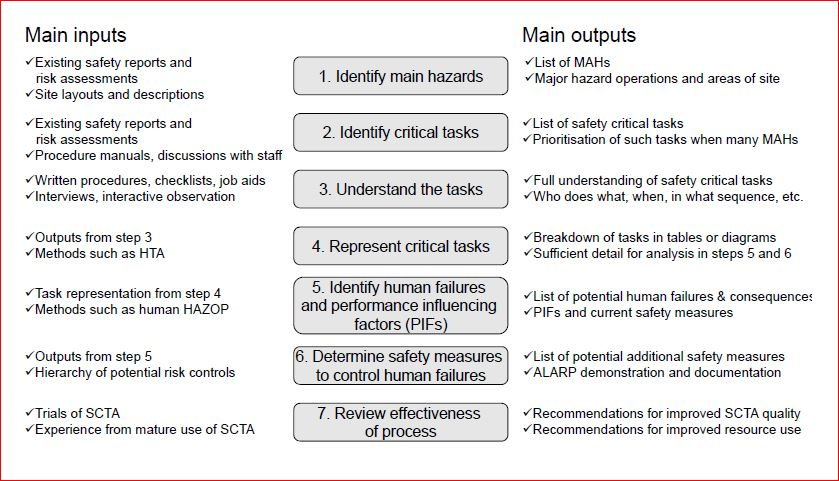 Main inputs
Main outputs
✓Existing safety reports and
risk assessments
✓Site layouts and descriptions
1. Identify main hazards
✓List of MAHs
✓Major hazard operations and areas of site
✓Existing safety reports and
risk assessments
✓Procedure manuals, discussions with staff
2. Identify critical tasks
✓List of safety critical tasks
✓Prioritisation of such tasks when many MAHs
✓Written procedures, checklists, job aids
✓Interviews, interactive observation
3. Understand the tasks
✓Full understanding of safety critical tasks
✓Who does what, when, in what sequence, etc.
✓Outputs from step 3
✓Methods such as HTA
4. Represent critical tasks
✓Breakdown of tasks in tables or diagrams
✓Sufficient detail for analysis in steps 5 and 6
✓Task representation from step 4
✓Methods such as human HAZOP
5. Identify human failures
and performance influencing
factors (PIFs)
✓List of potential human failures & consequences
✓PIFs and current safety measures
✓Outputs from step 5
✓Hierarchy of potential risk controls
6. Determine safety measures
to control human failures
✓List of potential additional safety measures
✓ALARP demonstration and documentation
✓Trials of SCTA
✓Experience from mature use of SCTA
7. Review effectiveness
of process
✓Recommendations for improved SCTA quality
✓Recommendations for improved resource use